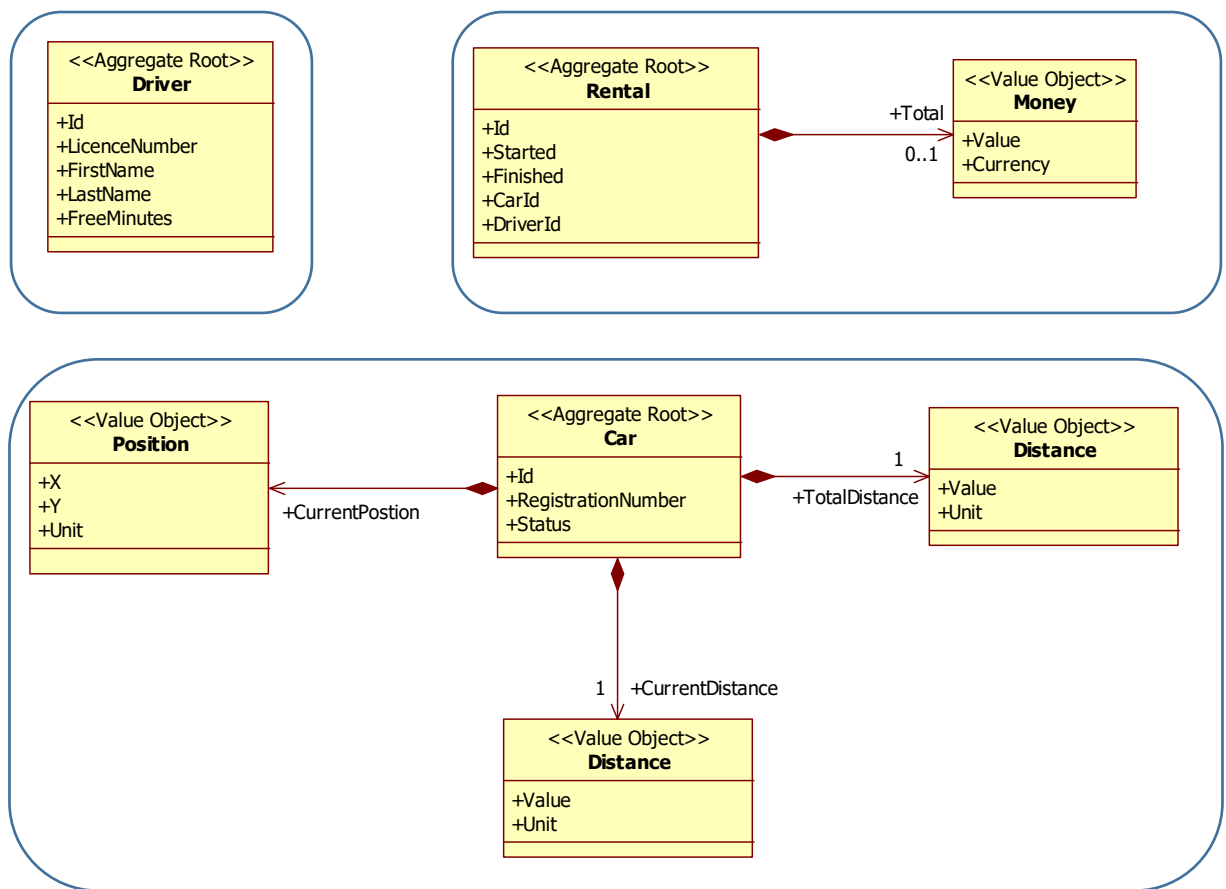 <<Aggregate Root>>
Driver
+Id
+LicenceNumber
+FirstName
+LastName
+FreeMinutes
<<Aggregate Root>>
Rental
+Id
+Started
+Finished
+CarId
+DriverId
+Total
0..1
<<Value Object>>
Money
+Value
+Currency
<<Value Object>>
Position
+X
+Y
+Unit
+CurrentPostion
<<Aggregate Root>>
Car
+Id
+RegistrationNumber
+Status
1
+TotalDistance
<<Value Object>>
Distance
+Value
+Unit
1 +CurrentDistance
<<Value Object>>
Distance
+Value
+Unit